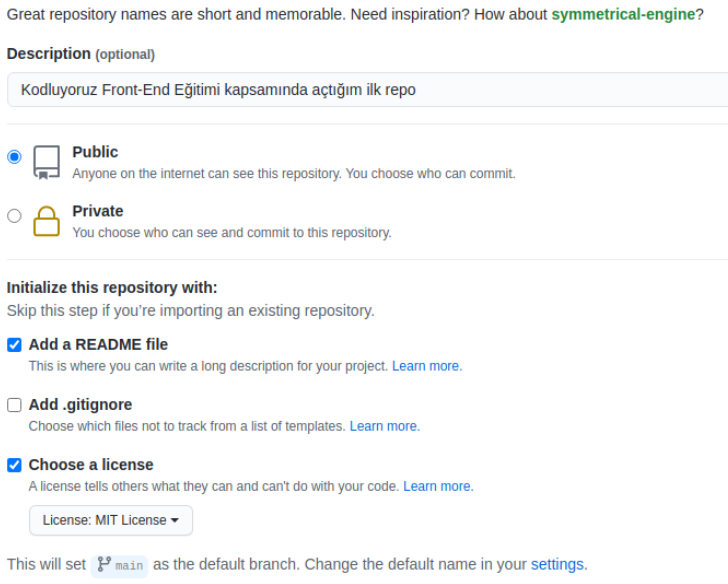 Great repository names are short and memorable. Need inspiration? How about symmetrical-engine?
Description (optional)
Kodluyoruz Front-End Eğitimi kapsamında açtığım ilk repo
Public
Anyone on the internet can see this repository. You choose who can commit.
Private
You choose who can see and commit to this repository.
Initialize this repository with:
Skip this step if you're importing an existing repository.
Add a README file
This is where you can write a long description for your project. Learn more.
Add .gitignore
Choose which files not to track from a list of templates. Learn more.
Choose a license
A license tells others what they can and can't do with your code. Learn more.
License: MIT License
This will set main as the default branch. Change the default name in your settings.